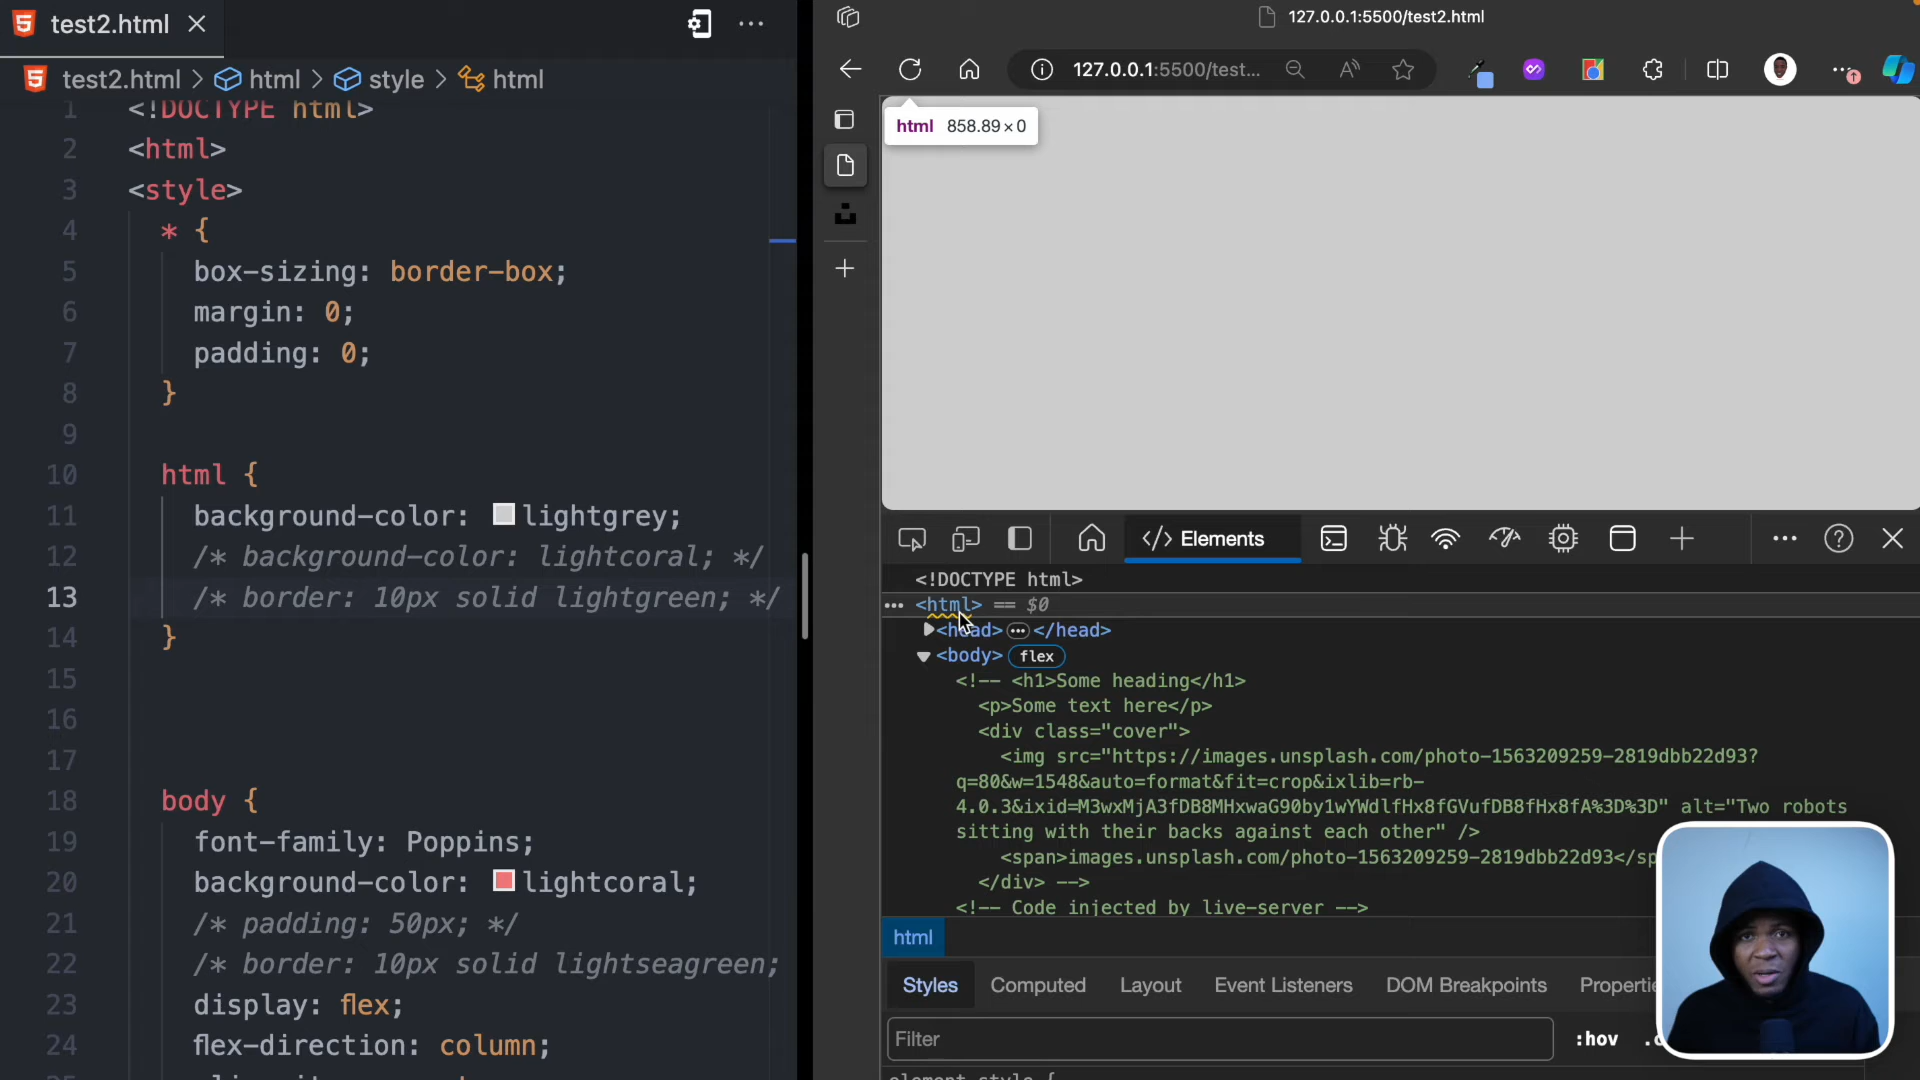 test2.html
test2.html > html > style > html
1 <!DOCTYPE html>
2 <html>
3 <style>
4 * {
5 box-sizing: border-box;
6 margin: 0;
7 padding: 0;
8 }
9
10 html {
11 background-color: lightgrey;
12 /* background-color: lightcoral; */
13 /* border: 10px solid lightgreen; */
14 }
15
16
17
18 body {
19 font-family: Poppins;
20 background-color: lightcoral;
21 /* padding: 50px; */
22 /* border: 10px solid lightseagreen;
23 display: flex;
24 flex-direction: column;
127.0.0.1:5500/test2.html
127.0.0.1:5500/test...
html 858.89×0
Elements
<!DOCTYPE html>
<html> == $0
<head> ... </head>
<body> flex
<!-- <h1>Some heading</h1>
<p>Some text here</p>
<div class="cover">
<img src="https://images.unsplash.com/photo-1563209259-2819dbb22d93?
q=80&w=1548&auto=format&fit=crop&ixlib=rb-
4.0.3&ixid=M3wxMjA3fDB8MHxwaG90by1wYWdlfHx8fGVufDB8fHx8fA%3D%3D" alt="Two robots
sitting with their backs against each other" />
<span>images.unsplash.com/photo-1563209259-2819dbb22d93</sp
</div> -->
<!-- Code injected by live-server -->
html
Styles Computed Layout Event Listeners DOM Breakpoints Propertie
Filter :hov .c
element.style {